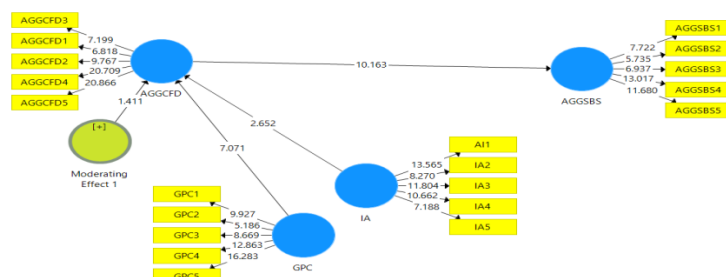 AGGCFD3
AGGCFD1
AGGCFD2
AGGCFD4
AGGCFD5
7.199
6.818
9.767
20.709
20.866
AGGCFD
1.411
[+]
Moderating
Effect 1
10.163
AGGSBS
7.722
5.735
6.937
13.017
11.680
AGGSBS1
AGGSBS2
AGGSBS3
AGGSBS4
AGGSBS5
2.652
7.071
IA
13.565
8.270
11.804
10.662
7.188
AI1
IA2
IA3
IA4
IA5
GPC1
GPC2
GPC3
GPC4
GPC5
9.927
5.186
8.669
12.863
16.283
GPC